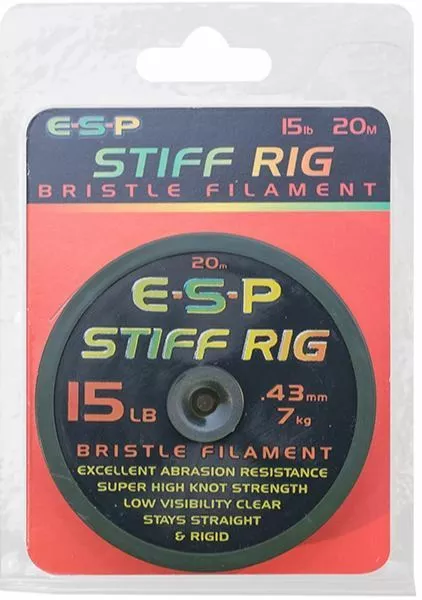 E-S-P 15lb 20M
STIFF RIG
BRISTLE FILAMENT
20m
E-S-P
STIFF RIG
15LB .43mm
7kg
BRISTLE FILAMENT
EXCELLENT ABRASION RESISTANCE
SUPER HIGH KNOT STRENGTH
LOW VISIBILITY CLEAR
STAYS STRAIGHT
& RIGID